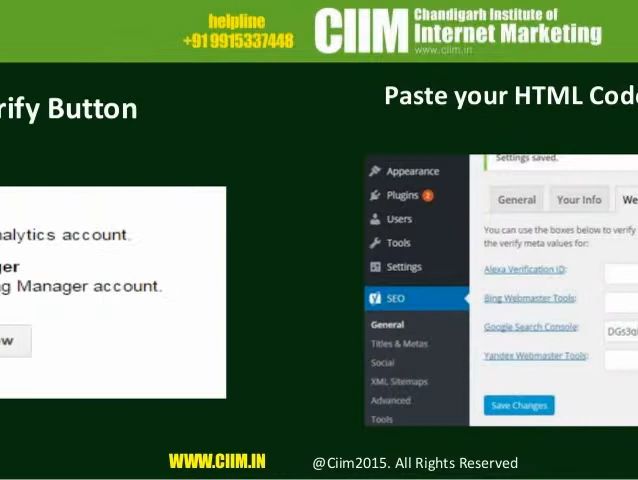 helpline
+91 9915337448
CIIM
Chandigarh Institute of
Internet Marketing
www.ciim.in
rify Button
Paste your HTML Code
alytics account.
ger
g Manager account.
ow
Settings saved.
Appearance
Plugins 2
Users
Tools
Settings
SEO
General
Titles & Metas
Social
XML Sitemaps
Advanced
Tools
General Your Info We
You can use the boxes below to verify
the verify meta values for:
Alexa Verification ID:
Bing Webmaster Tools:
Google Search Console: DGs3q
Yandex Webmaster Tools:
Save Changes
WWW.CIIM.IN
@Ciim2015. All Rights Reserved